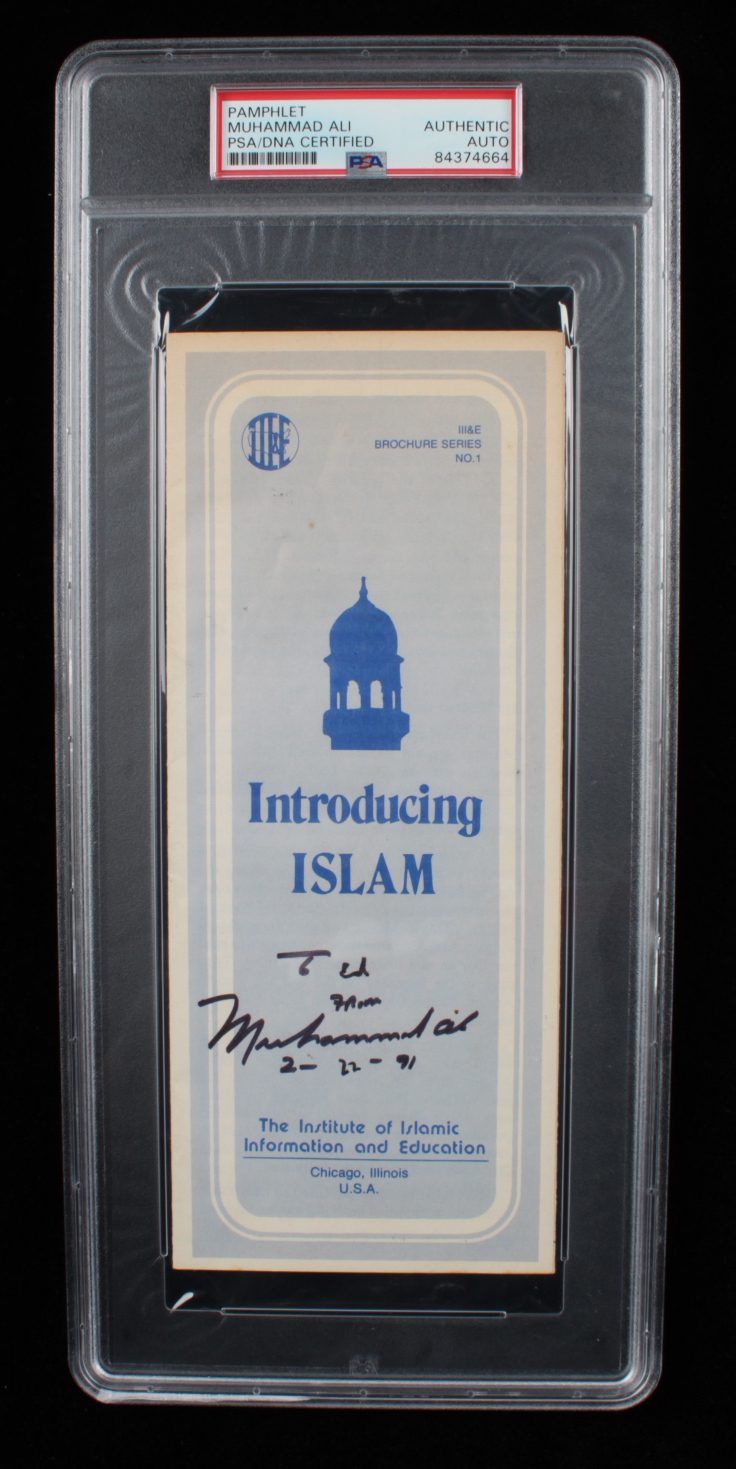 PAMPHLET
MUHAMMAD ALI
PSA/DNA CERTIFIED
AUTHENTIC
AUTO
84374664
PSA
III&E
III&E
BROCHURE SERIES
NO.1
Introducing
ISLAM
To Ed
From
Muhammad Ali
2-22-91
The Institute of Islamic
Information and Education
Chicago, Illinois
U.S.A.